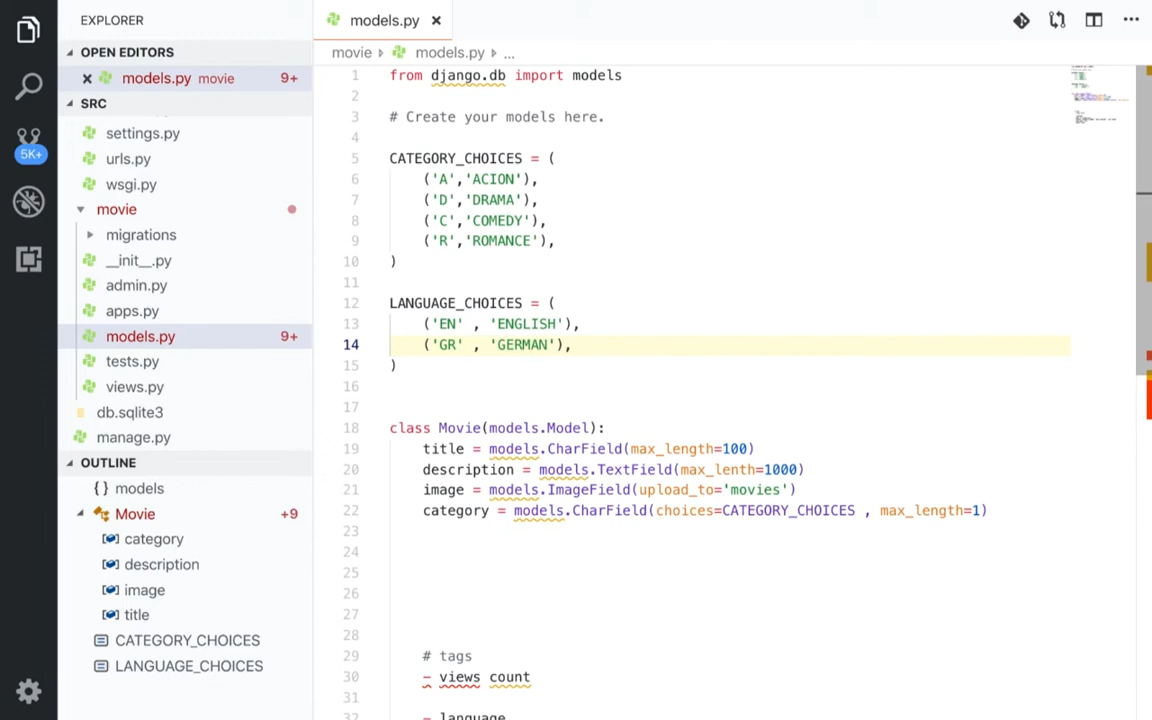 EXPLORER
OPEN EDITORS
models.py movie 9+
SRC
settings.py
urls.py
wsgi.py
movie
migrations
__init__.py
admin.py
apps.py
models.py 9+
tests.py
views.py
db.sqlite3
manage.py
OUTLINE
{ } models
Movie +9
category
description
image
title
CATEGORY_CHOICES
LANGUAGE_CHOICES
5K+
models.py
movie models.py ...
1 from django.db import models
2
3 # Create your models here.
4
5 CATEGORY_CHOICES = (
6 ('A','ACION'),
7 ('D','DRAMA'),
8 ('C','COMEDY'),
9 ('R','ROMANCE'),
10 )
11
12 LANGUAGE_CHOICES = (
13 ('EN' , 'ENGLISH'),
14 ('GR' , 'GERMAN'),
15 )
16
17
18 class Movie(models.Model):
19 title = models.CharField(max_length=100)
20 description = models.TextField(max_lenth=1000)
21 image = models.ImageField(upload_to='movies')
22 category = models.CharField(choices=CATEGORY_CHOICES , max_length=1)
23
24
25
26
27
28
29 # tags
30 - views count
31
32 - language